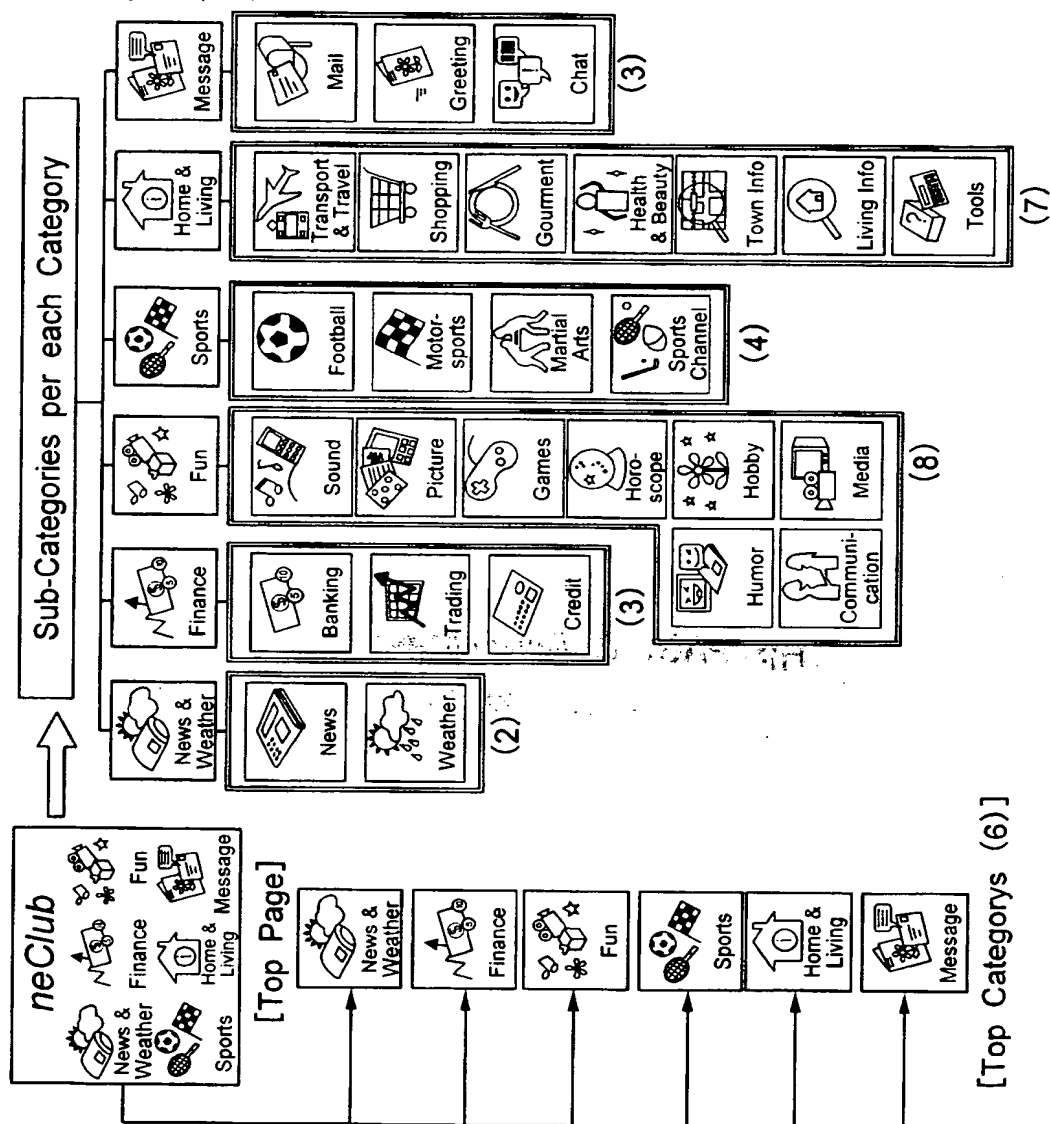 neClub
News &
Weather
Finance
Fun
Sports
Home &
Living
Message
[Top Page]
News &
Weather
Finance
Fun
Sports
Home &
Living
Message
[Top Categorys (6)]
Sub-Categories per each Category
News &
Weather
News
Weather
(2)
Finance
Banking
Trading
Credit
(3)
Fun
Sound
Picture
Games
Horo-
scope
Hobby
Media
Humor
Communi-
cation
(8)
Sports
Football
Motor-
sports
Martial
Arts
Sports
Channel
(4)
Home &
Living
Transport
& Travel
Shopping
Gourment
Health
& Beauty
Town Info
Living Info
Tools
(7)
Message
Mail
Greeting
Chat
(3)